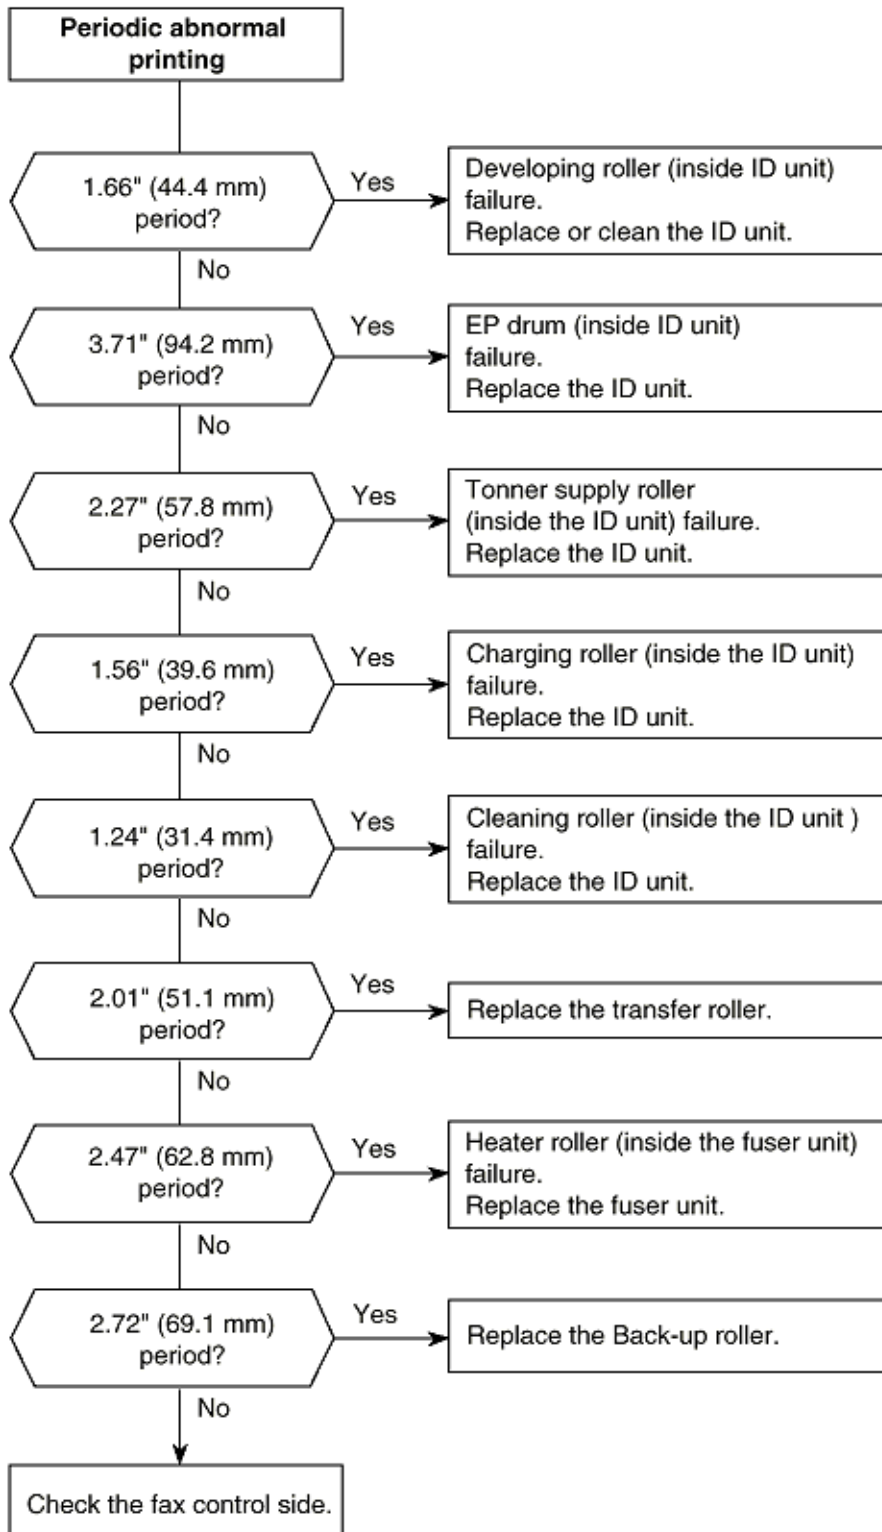 Periodic abnormal
printing
1.66" (44.4 mm)
period?
Yes
Developing roller (inside ID unit)
failure.
Replace or clean the ID unit.
No
3.71" (94.2 mm)
period?
Yes
EP drum (inside ID unit)
failure.
Replace the ID unit.
No
2.27" (57.8 mm)
period?
Yes
Tonner supply roller
(inside the ID unit) failure.
Replace the ID unit.
No
1.56" (39.6 mm)
period?
Yes
Charging roller (inside the ID unit)
failure.
Replace the ID unit.
No
1.24" (31.4 mm)
period?
Yes
Cleaning roller (inside the ID unit )
failure.
Replace the ID unit.
No
2.01" (51.1 mm)
period?
Yes
Replace the transfer roller.
No
2.47" (62.8 mm)
period?
Yes
Heater roller (inside the fuser unit)
failure.
Replace the fuser unit.
No
2.72" (69.1 mm)
period?
Yes
Replace the Back-up roller.
No
Check the fax control side.